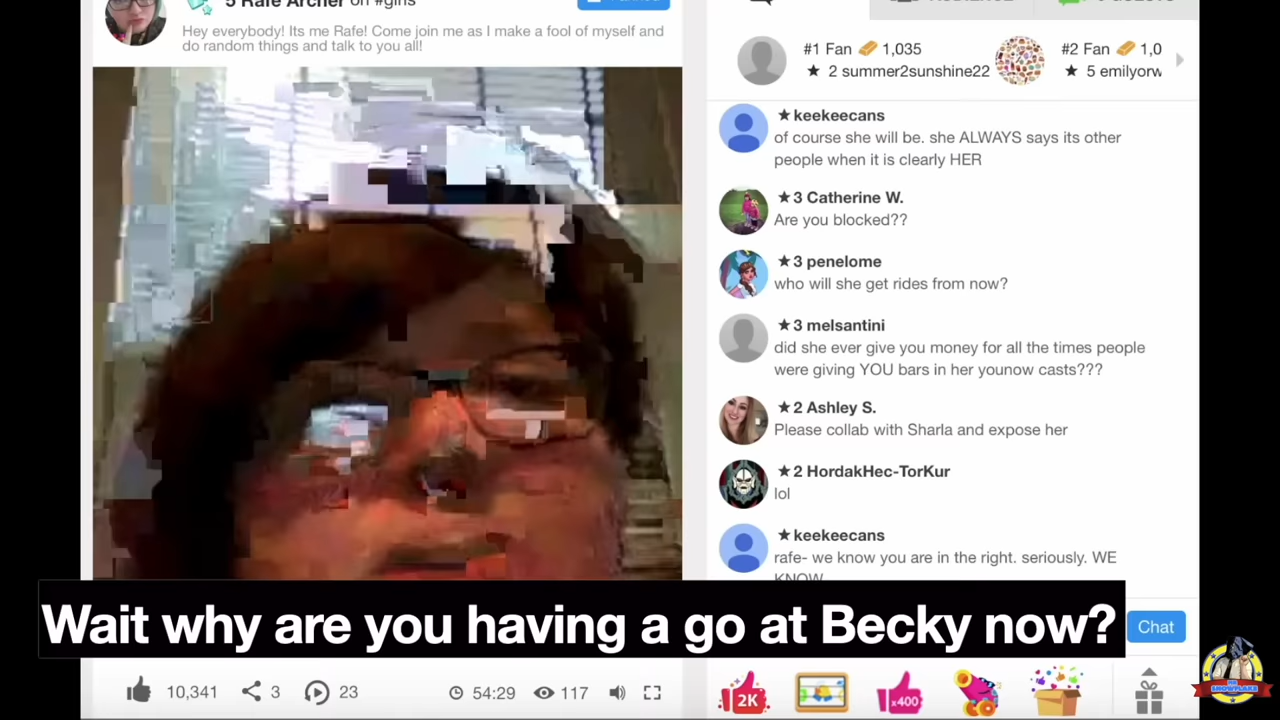 5 Rafe Archer on #girls
Hey everybody! Its me Rafe! Come join me as I make a fool of myself and
do random things and talk to you all!
#1 Fan 1,035
★ 2 summer2sunshine22
#2 Fan 1,0
★ 5 emilyorw
★ keekeecans
of course she will be. she ALWAYS says its other
people when it is clearly HER
★3 Catherine W.
Are you blocked??
★3 penelome
who will she get rides from now?
★3 melsantini
did she ever give you money for all the times people
were giving YOU bars in her younow casts???
★2 Ashley S.
Please collab with Sharla and expose her
★2 HordakHec-TorKur
lol
★ keekeecans
rafe- we know you are in the right. seriously. WE
KNOW
Wait why are you having a go at Becky now?
Chat
10,341
3
23
54:29
117
2K
x400